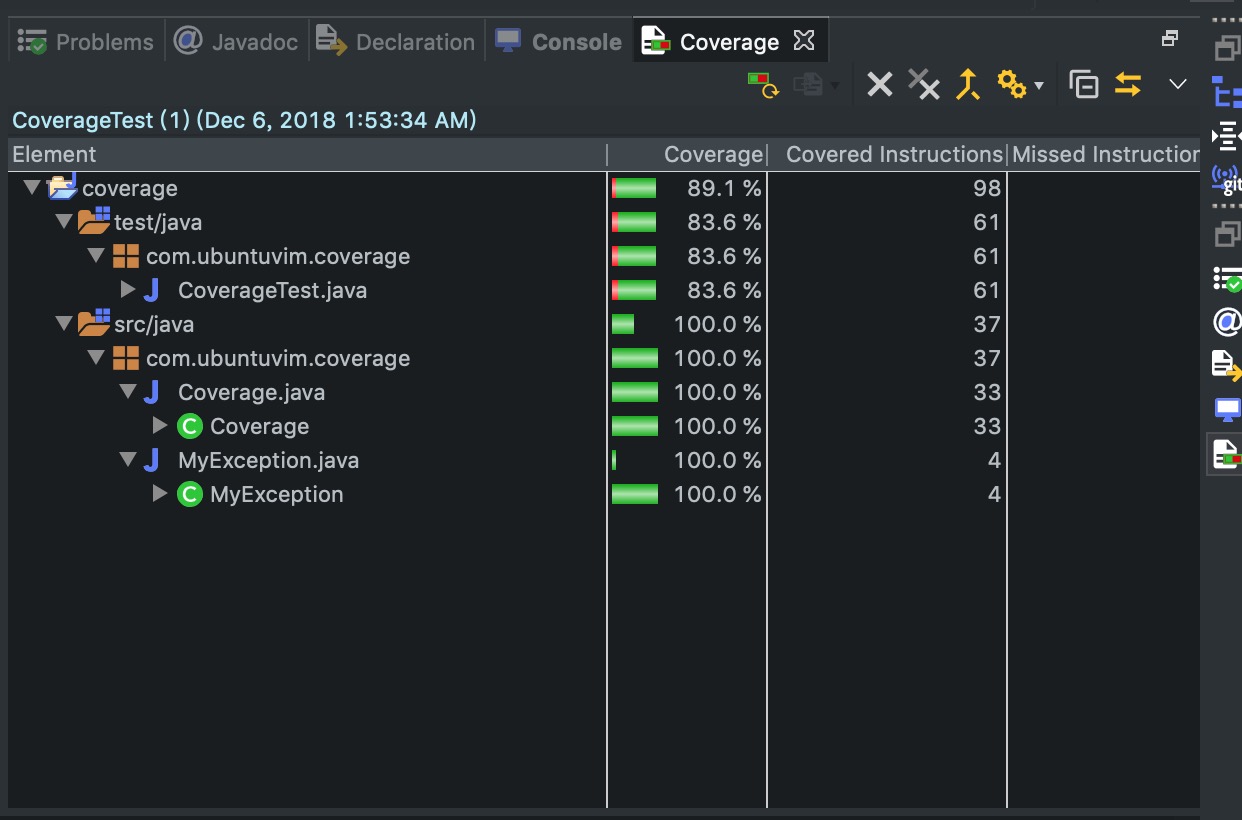 Problems @ Javadoc Declaration Console Coverage
CoverageTest (1) (Dec 6, 2018 1:53:34 AM)
Element Coverage Covered Instructions Missed Instruction
coverage 89.1 % 98
test/java 83.6 % 61
com.ubuntuvim.coverage 83.6 % 61
J CoverageTest.java 83.6 % 61
src/java 100.0 % 37
com.ubuntuvim.coverage 100.0 % 37
J Coverage.java 100.0 % 33
C Coverage 100.0 % 33
J MyException.java 100.0 % 4
C MyException 100.0 % 4
git
@